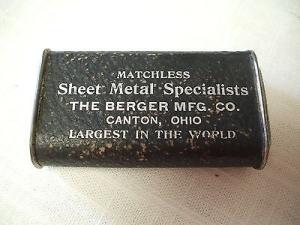 MATCHLESS
Sheet Metal Specialists
THE BERGER MFG. CO.
CANTON, OHIO
LARGEST IN THE WORLD